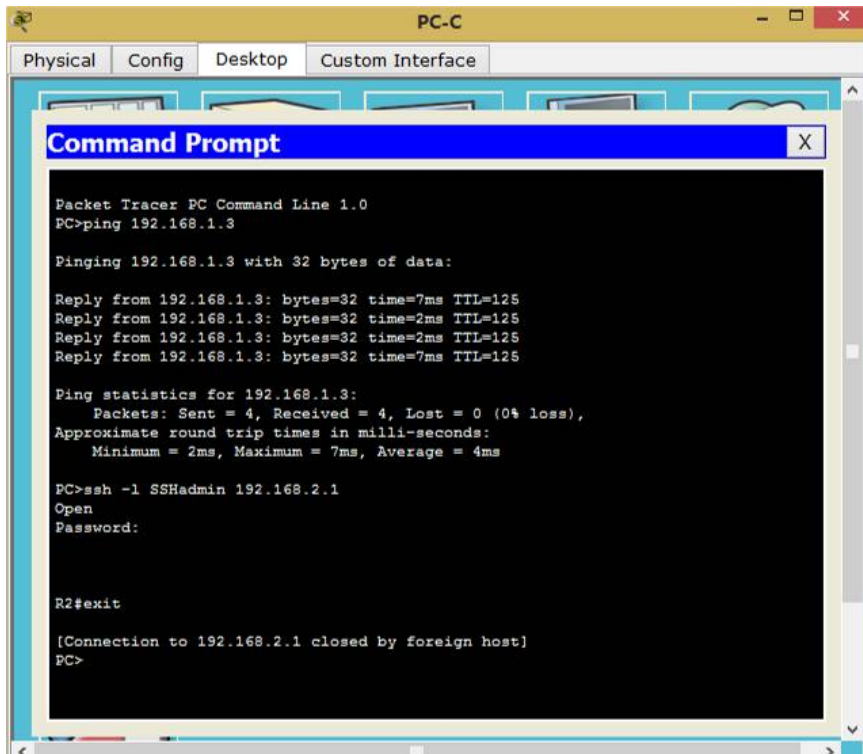 PC-C
Physical Config Desktop Custom Interface
Command Prompt
X
Packet Tracer PC Command Line 1.0
PC>ping 192.168.1.3
Pinging 192.168.1.3 with 32 bytes of data:
Reply from 192.168.1.3: bytes=32 time=7ms TTL=125
Reply from 192.168.1.3: bytes=32 time=2ms TTL=125
Reply from 192.168.1.3: bytes=32 time=2ms TTL=125
Reply from 192.168.1.3: bytes=32 time=7ms TTL=125
Ping statistics for 192.168.1.3:
Packets: Sent = 4, Received = 4, Lost = 0 (0% loss),
Approximate round trip times in milli-seconds:
Minimum = 2ms, Maximum = 7ms, Average = 4ms
PC>ssh -l SSHadmin 192.168.2.1
Open
Password:
R2#exit
[Connection to 192.168.2.1 closed by foreign host]
PC>